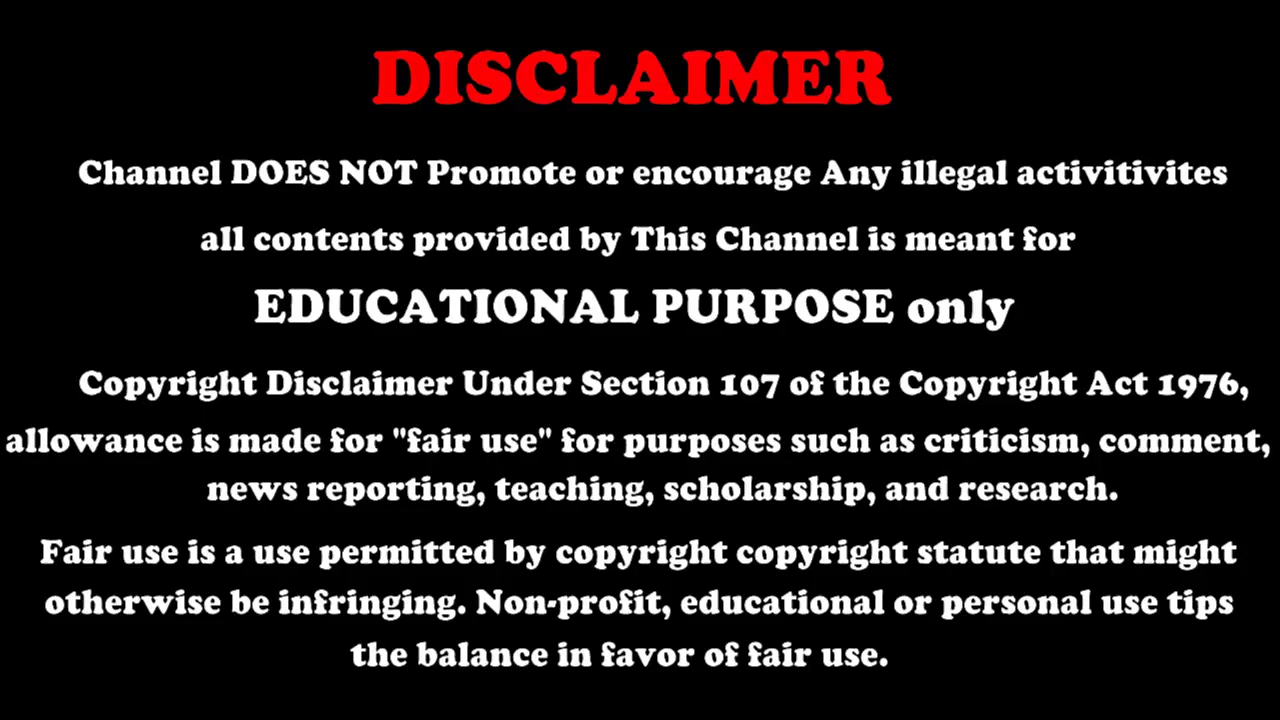 DISCLAIMER
Channel DOES NOT Promote or encourage Any illegal activitivites
all contents provided by This Channel is meant for
EDUCATIONAL PURPOSE only
Copyright Disclaimer Under Section 107 of the Copyright Act 1976,
allowance is made for "fair use" for purposes such as criticism, comment,
news reporting, teaching, scholarship, and research.
Fair use is a use permitted by copyright copyright statute that might
otherwise be infringing. Non-profit, educational or personal use tips
the balance in favor of fair use.